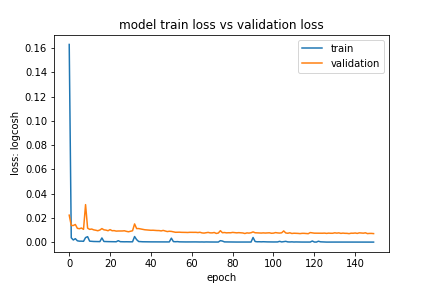 model train loss vs validation loss
0.16
0.14
0.12
0.10
0.08
0.06
0.04
0.02
0.00
loss: logcosh
train
validation
0 20 40 60 80 100 120 140
epoch